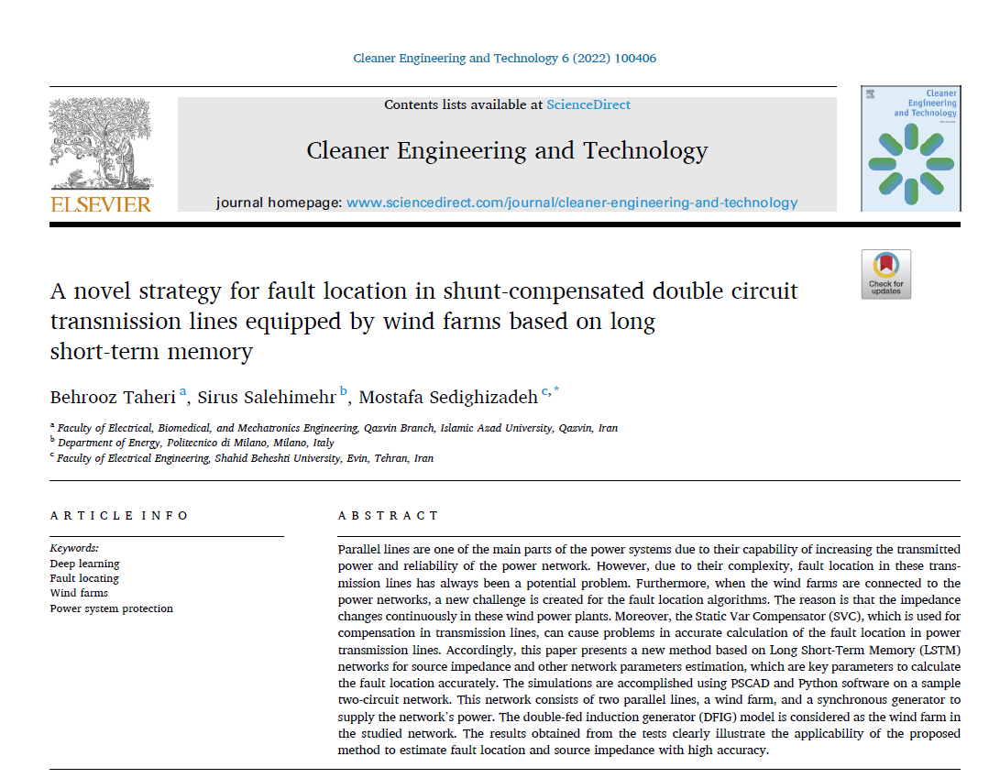 Cleaner Engineering and Technology 6 (2022) 100406
Contents lists available at ScienceDirect
Cleaner Engineering and Technology
journal homepage: www.sciencedirect.com/journal/cleaner-engineering-and-technology
ELSEVIER
Cleaner
Engineering
and Technology
Check for
updates
A novel strategy for fault location in shunt-compensated double circuit
transmission lines equipped by wind farms based on long
short-term memory
Behrooz Taheri a, Sirus Salehimehr b, Mostafa Sedighizadeh c,*
a Faculty of Electrical, Biomedical, and Mechatronics Engineering, Qazvin Branch, Islamic Azad University, Qazvin, Iran
b Department of Energy, Politecnico di Milano, Milano, Italy
c Faculty of Electrical Engineering, Shahid Beheshti University, Evin, Tehran, Iran
ARTICLE INFO
Keywords:
Deep learning
Fault locating
Wind farms
Power system protection
ABSTRACT
Parallel lines are one of the main parts of the power systems due to their capability of increasing the transmitted
power and reliability of the power network. However, due to their complexity, fault location in these trans-
mission lines has always been a potential problem. Furthermore, when the wind farms are connected to the
power networks, a new challenge is created for the fault location algorithms. The reason is that the impedance
changes continuously in these wind power plants. Moreover, the Static Var Compensator (SVC), which is used for
compensation in transmission lines, can cause problems in accurate calculation of the fault location in power
transmission lines. Accordingly, this paper presents a new method based on Long Short-Term Memory (LSTM)
networks for source impedance and other network parameters estimation, which are key parameters to calculate
the fault location accurately. The simulations are accomplished using PSCAD and Python software on a sample
two-circuit network. This network consists of two parallel lines, a wind farm, and a synchronous generator to
supply the network's power. The double-fed induction generator (DFIG) model is considered as the wind farm in
the studied network. The results obtained from the tests clearly illustrate the applicability of the proposed
method to estimate fault location and source impedance with high accuracy.